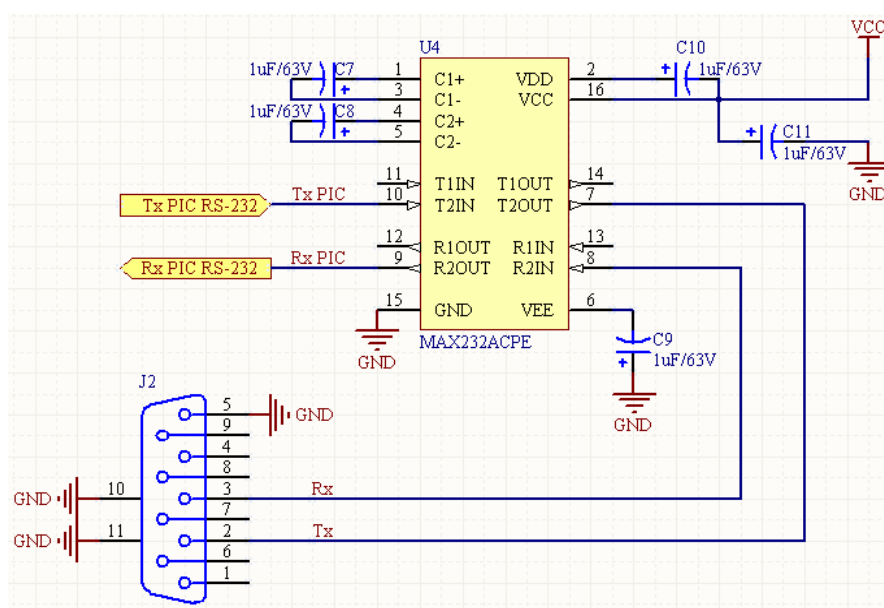 VCC
U4
C10
1uF/63V C7 1 C1+ VDD 2 + 1uF/63V
3 C1- VCC 16
1uF/63V C8 4 C2+
5 C2- + C11
1uF/63V
GND
11 T1IN T1OUT 14
Tx PIC RS-232 Tx PIC 10 T2IN T2OUT 7
12 R1OUT R1IN 13
Rx PIC RS-232 Rx PIC 9 R2OUT R2IN 8
15 GND VEE 6
GND
MAX232ACPE
C9
+ 1uF/63V
GND
J2
5 GND
9
4
8
GND 10 3 Rx
7
GND 11 2 Tx
6
1